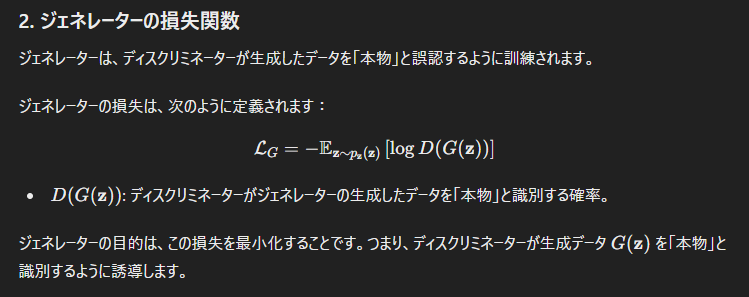 2. ジェネレーターの損失関数
ジェネレーターは、ディスクリミネーターが生成したデータを「本物」と誤認するように訓練されます。
ジェネレーターの損失は、次のように定義されます：
$\mathcal{L}_G = -\mathbb{E}_{\mathbf{z} \sim p_{\mathbf{z}}(\mathbf{z})} [\log D(G(\mathbf{z}))]$
• $D(G(\mathbf{z}))$: ディスクリミネーターがジェネレーターの生成したデータを「本物」と識別する確率。
ジェネレーターの目的は、この損失を最小化することです。つまり、ディスクリミネーターが生成データ $G(\mathbf{z})$ を「本物」と
識別するように誘導します。